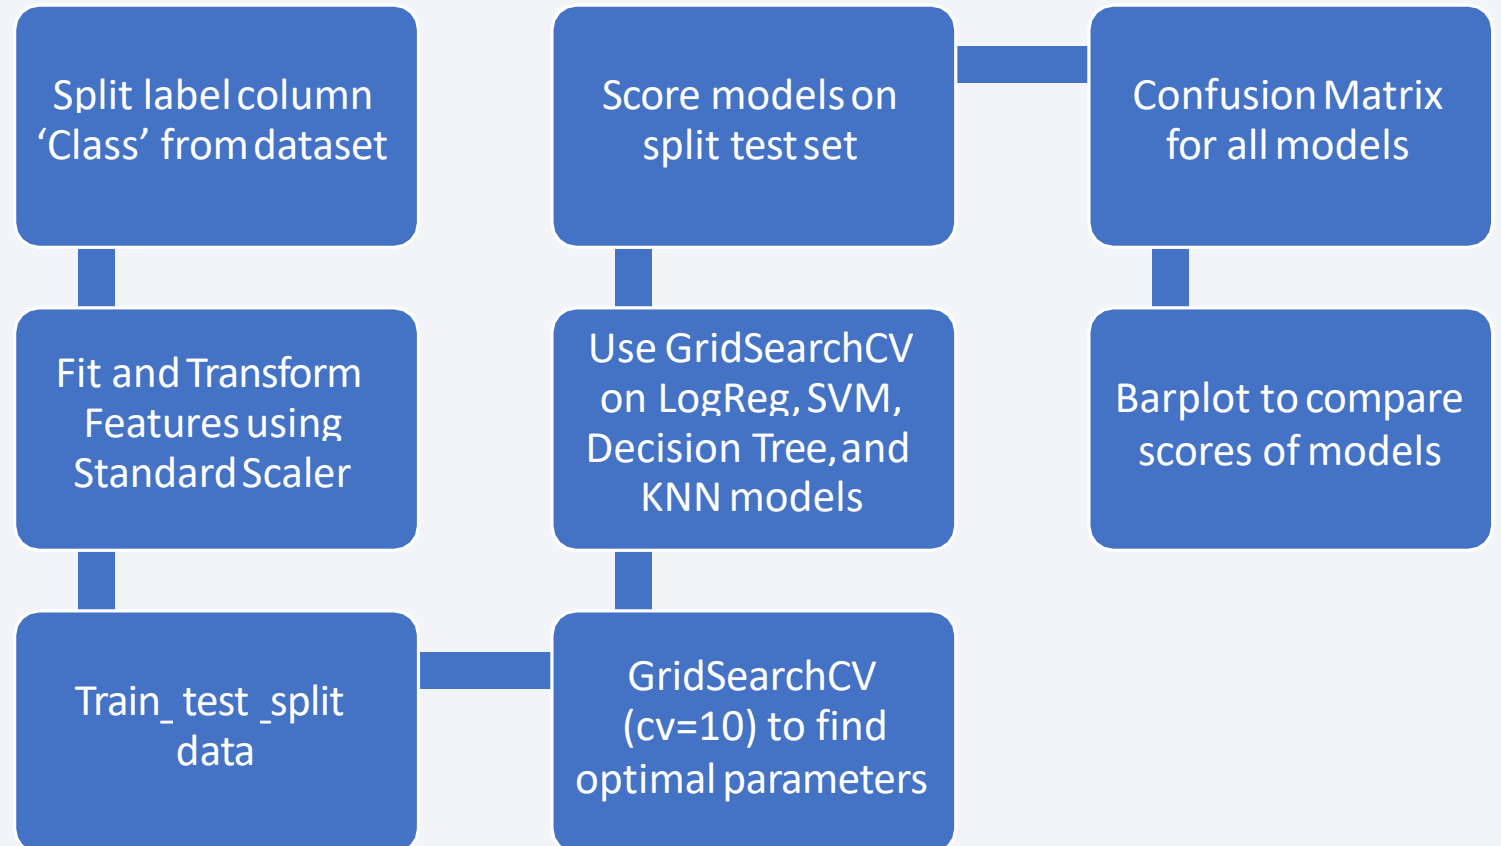 Split label column
‘Class’ from dataset
Fit and Transform
Features using
Standard Scaler
Train_ test _split
data
GridSearchCV
(cv=10) to find
optimal parameters
Use GridSearchCV
on LogReg, SVM,
Decision Tree, and
KNN models
Score models on
split test set
Confusion Matrix
for all models
Barplot to compare
scores of models